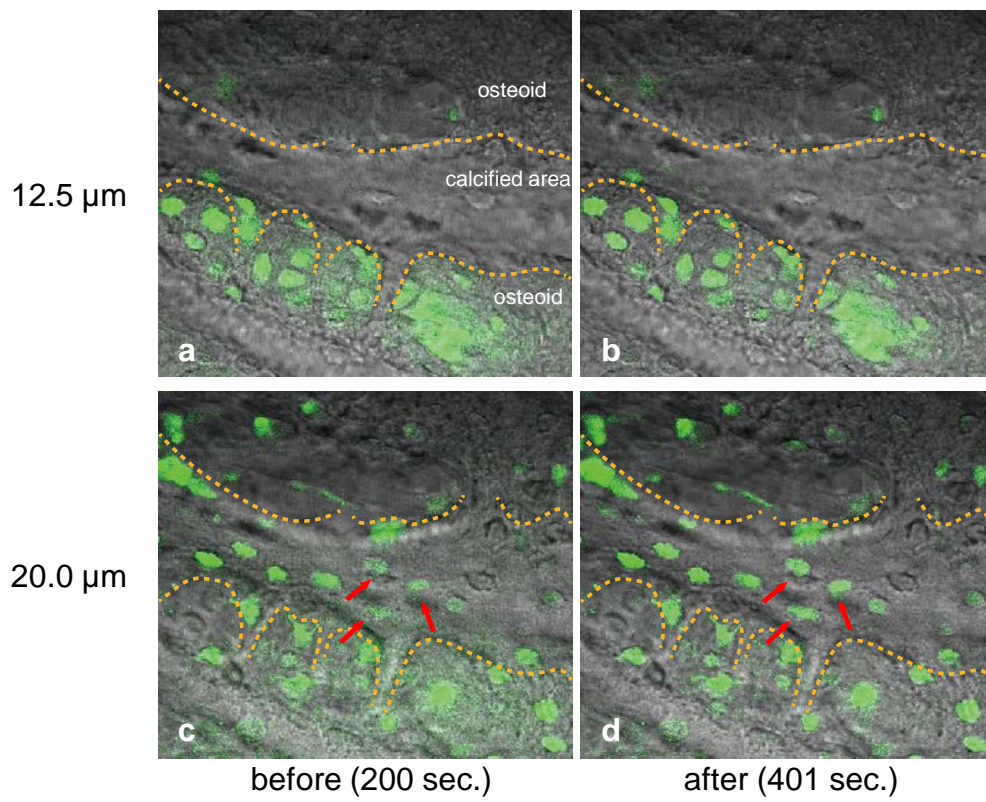 12.5 µm
osteoid
calcified area
osteoid
a
b
20.0 µm
c
d
before (200 sec.)
after (401 sec.)